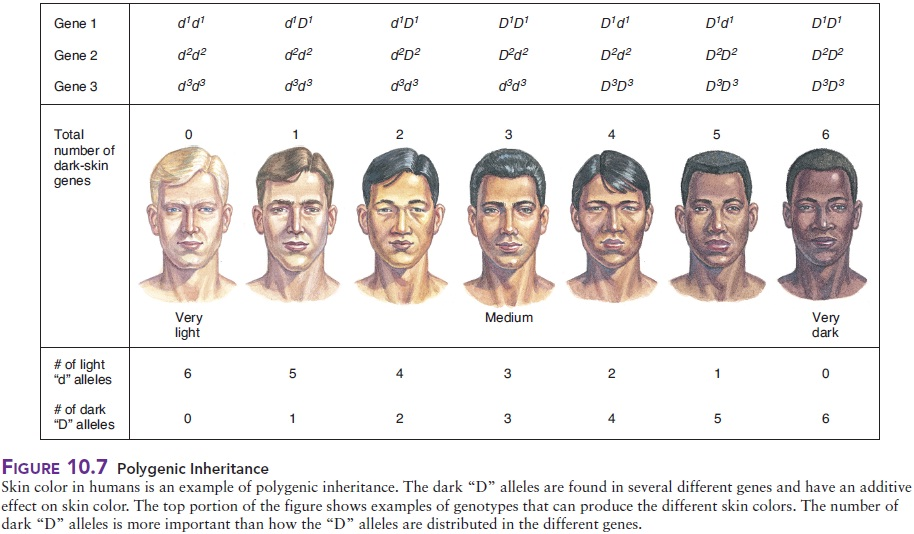 Gene 1 d¹d¹ d¹D¹ d¹D¹ D¹D¹ D¹d¹ D¹d¹ D¹D¹
Gene 2 d²d² d²d² d²D² D²d² D²d² D²D² D²D²
Gene 3 d³d³ d³d³ d³d³ d³d³ D³D³ D³D³ D³D³
Total 0 1 2 3 4 5 6
number of
dark-skin
genes
Very Medium Very
light dark
# of light
"d" alleles 6 5 4 3 2 1 0
# of dark
"D" alleles 0 1 2 3 4 5 6
FIGURE 10.7 Polygenic Inheritance
Skin color in humans is an example of polygenic inheritance. The dark “D” alleles are found in several different genes and have an additive
effect on skin color. The top portion of the figure shows examples of genotypes that can produce the different skin colors. The number of
dark “D” alleles is more important than how the “D” alleles are distributed in the different genes.